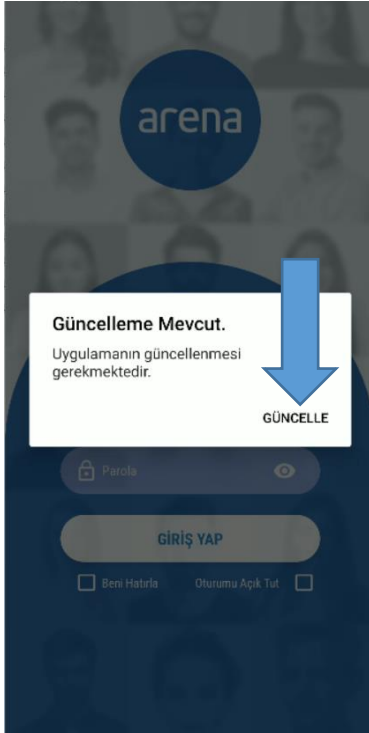 arena
Güncelleme Mevcut.
Uygulamanın güncellenmesi
gerekmektedir.
GÜNCELLE
Parola
GİRİŞ YAP
Beni Hatırla Oturumu Açık Tut